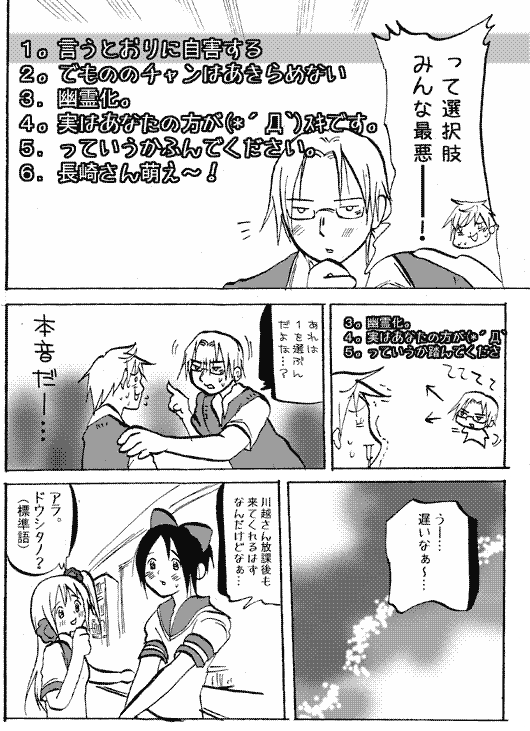 1。言うとおりに自害する
2。でもののチャンはあきらめない
3。幽霊化。
4。実はあなたの方が(*´Д`)ｽｷです。
5。っていうかふんでください。
6。長崎さん萌え～！
って選択肢
みんな最悪
――！
3。幽霊化。
4。実はあなたの方が(*´Д`
5。っていうか踏んでくださ
てててて
あれは
1を選ぶん
だよな…？
本音だー…
うー…
遅いなぁ～…
川越さん放課後も
来てくれるはず
なんだけどなぁ…
アラ。
ドウシタノ？
(標準語)